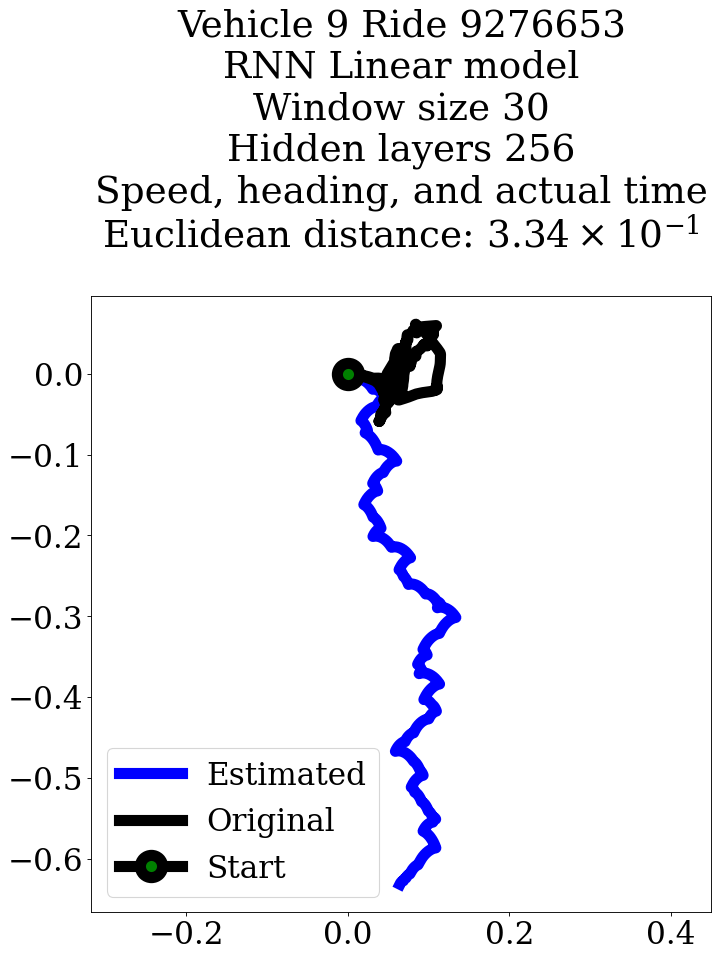 Vehicle 9 Ride 9276653
RNN Linear model
Window size 30
Hidden layers 256
Speed, heading, and actual time
Euclidean distance: 3.34 × 10⁻¹
0.0
−0.1
−0.2
−0.3
−0.4
−0.5
−0.6
Estimated
Original
Start
−0.2 0.0 0.2 0.4